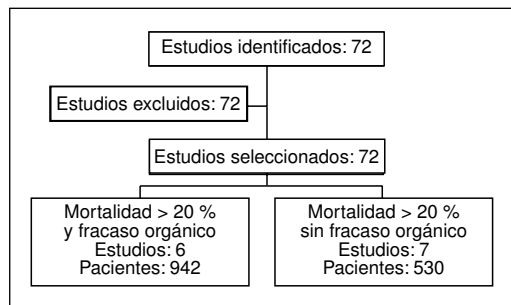 Estudios identificados: 72
Estudios excluidos: 72
Estudios seleccionados: 72
Mortalidad > 20 %
y fracaso orgánico
Estudios: 6
Pacientes: 942
Mortalidad > 20 %
sin fracaso orgánico
Estudios: 7
Pacientes: 530